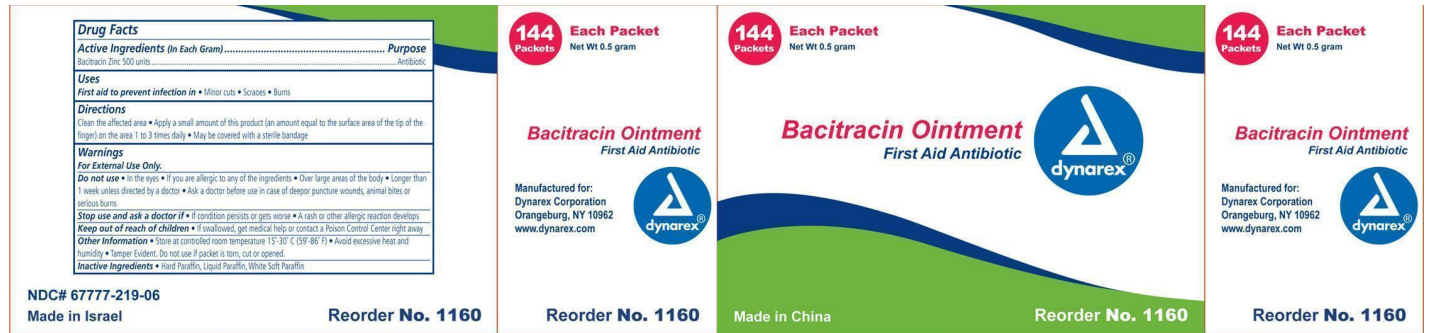 Drug Facts
Active Ingredients (In Each Gram) ........................................................ Purpose
Bacitracin Zinc 500 units ........................................................ Antibiotic
Uses
First aid to prevent infection in • Minor cuts • Scraoes • Burns
Directions
Clean the affected area • Apply a small amount of this product (an amount equal to the surface area of the tip of the
finger) on the area 1 to 3 times daily • May be covered with a sterile bandage
Warnings
For External Use Only.
Do not use • In the eyes • If you are allergic to any of the ingredients • Over large areas of the body • Longer than
1 week unless directed by a doctor • Ask a doctor before use in case of deepor puncture wounds, animal bites or
serious burns
Stop use and ask a doctor if • If condition persists or gets worse • A rash or other allergic reaction develops
Keep out of reach of children • If swallowed, get medical help or contact a Poison Control Center right away
Other Information • Store at controlled room temperature 15°-30° C (59°-86° F) • Avoid excessive heat and
humidity • Tamper Evident. Do not use if packet is torn, cut or opened.
Inactive Ingredients • Hard Paraffin, Liquid Paraffin, White Soft Paraffin
NDC# 67777-219-06
Made in Israel
Reorder No. 1160
144
Packets
Each Packet
Net Wt 0.5 gram
Bacitracin Ointment
First Aid Antibiotic
Manufactured for:
Dynarex Corporation
Orangeburg, NY 10962
www.dynarex.com
dynarex®
Reorder No. 1160
144
Packets
Each Packet
Net Wt 0.5 gram
Bacitracin Ointment
First Aid Antibiotic
dynarex®
Made in China
Reorder No. 1160
144
Packets
Each Packet
Net Wt 0.5 gram
Bacitracin Ointment
First Aid Antibiotic
Manufactured for:
Dynarex Corporation
Orangeburg, NY 10962
www.dynarex.com
dynarex®
Reorder No. 1160